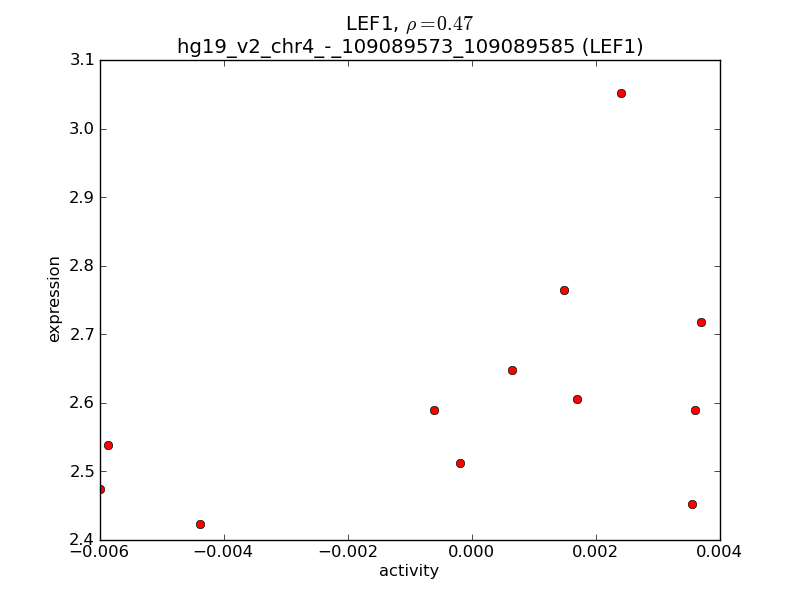 LEF1, ρ=0.47
hg19_v2_chr4_-_109089573_109089585 (LEF1)
3.1
3.0
2.9
2.8
2.7
2.6
2.5
2.4
expression
−0.006 −0.004 −0.002 0.000 0.002 0.004
activity